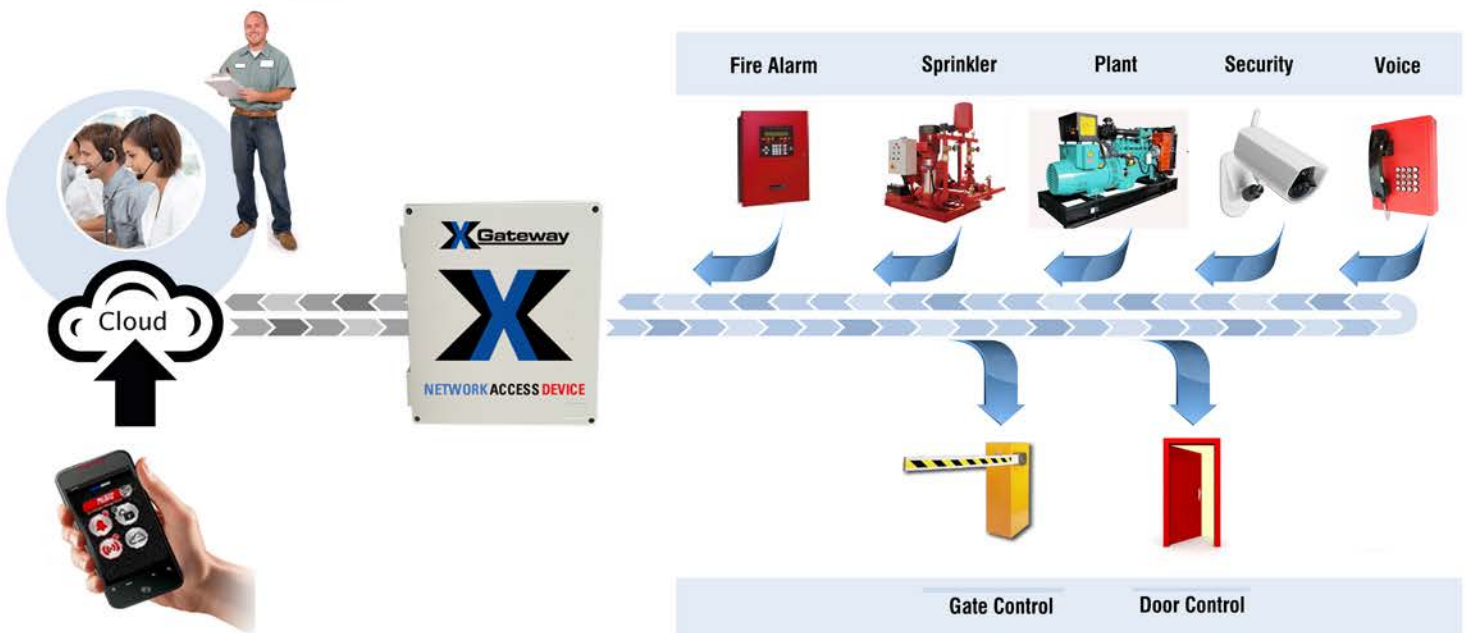 Fire Alarm
Sprinkler
Plant
Security
Voice
XGateway
X
NETWORK ACCESS DEVICE
Cloud
Gate Control
Door Control